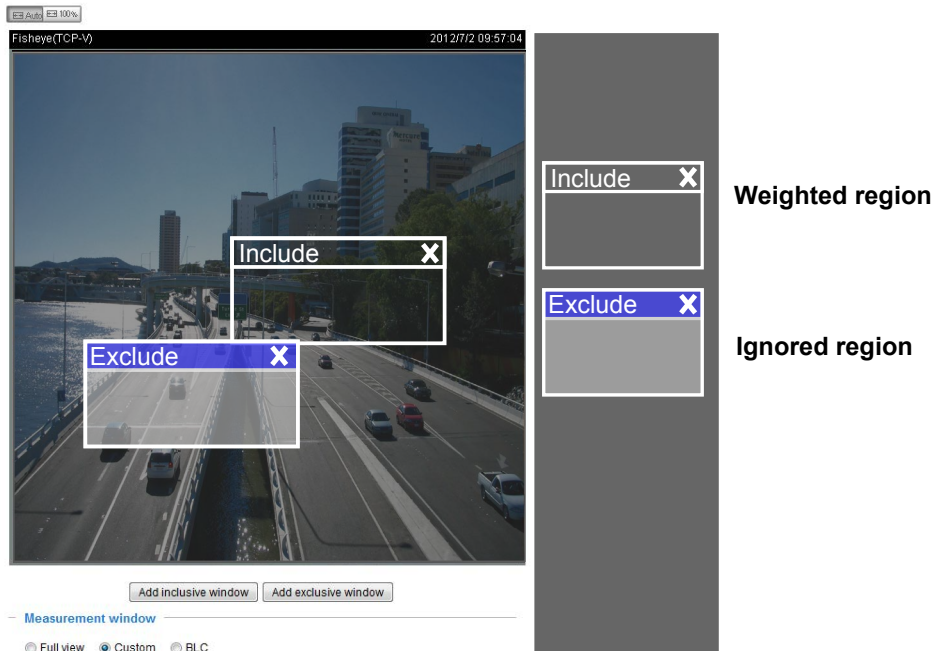 Auto 100%
Fisheye(TCP-V) 2012/7/2 09:57:04
Include
Exclude
Include
Weighted region
Exclude
Ignored region
Add inclusive window Add exclusive window
Measurement window
Full view Custom BLC